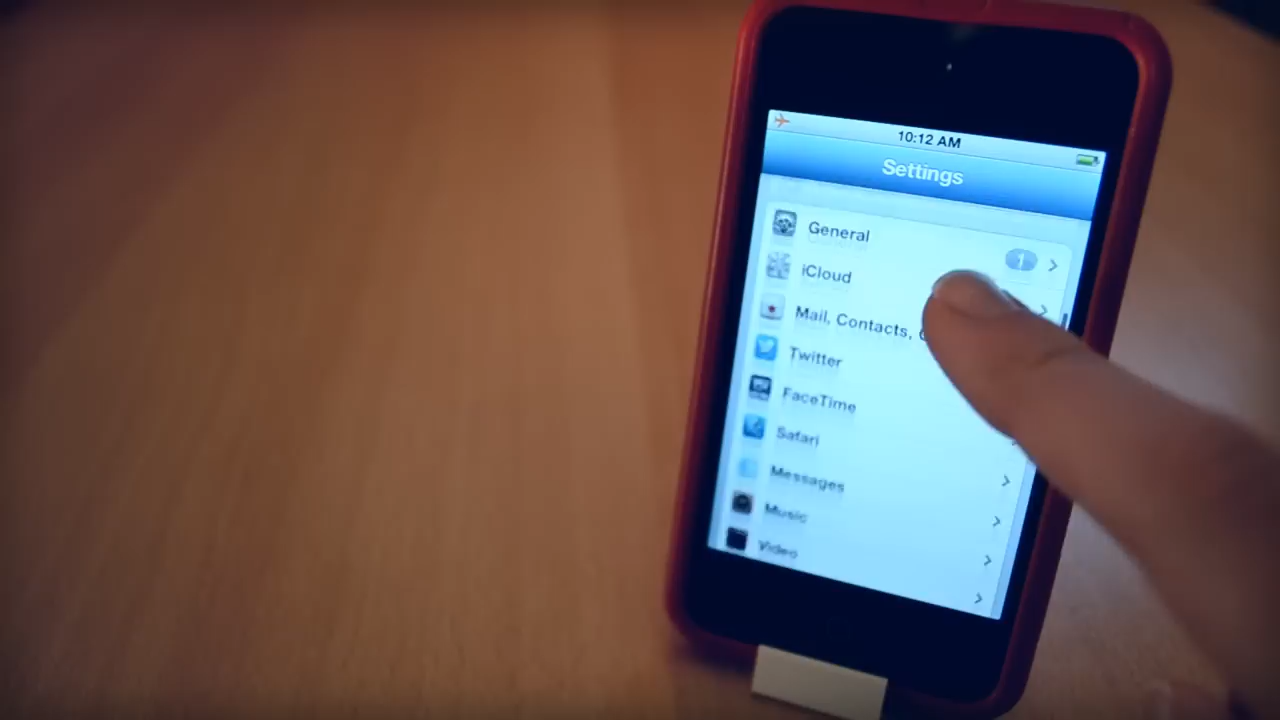 10:12 AM
Settings
General
1
iCloud
Mail, Contacts,
Twitter
FaceTime
Safari
Messages
Music
Video